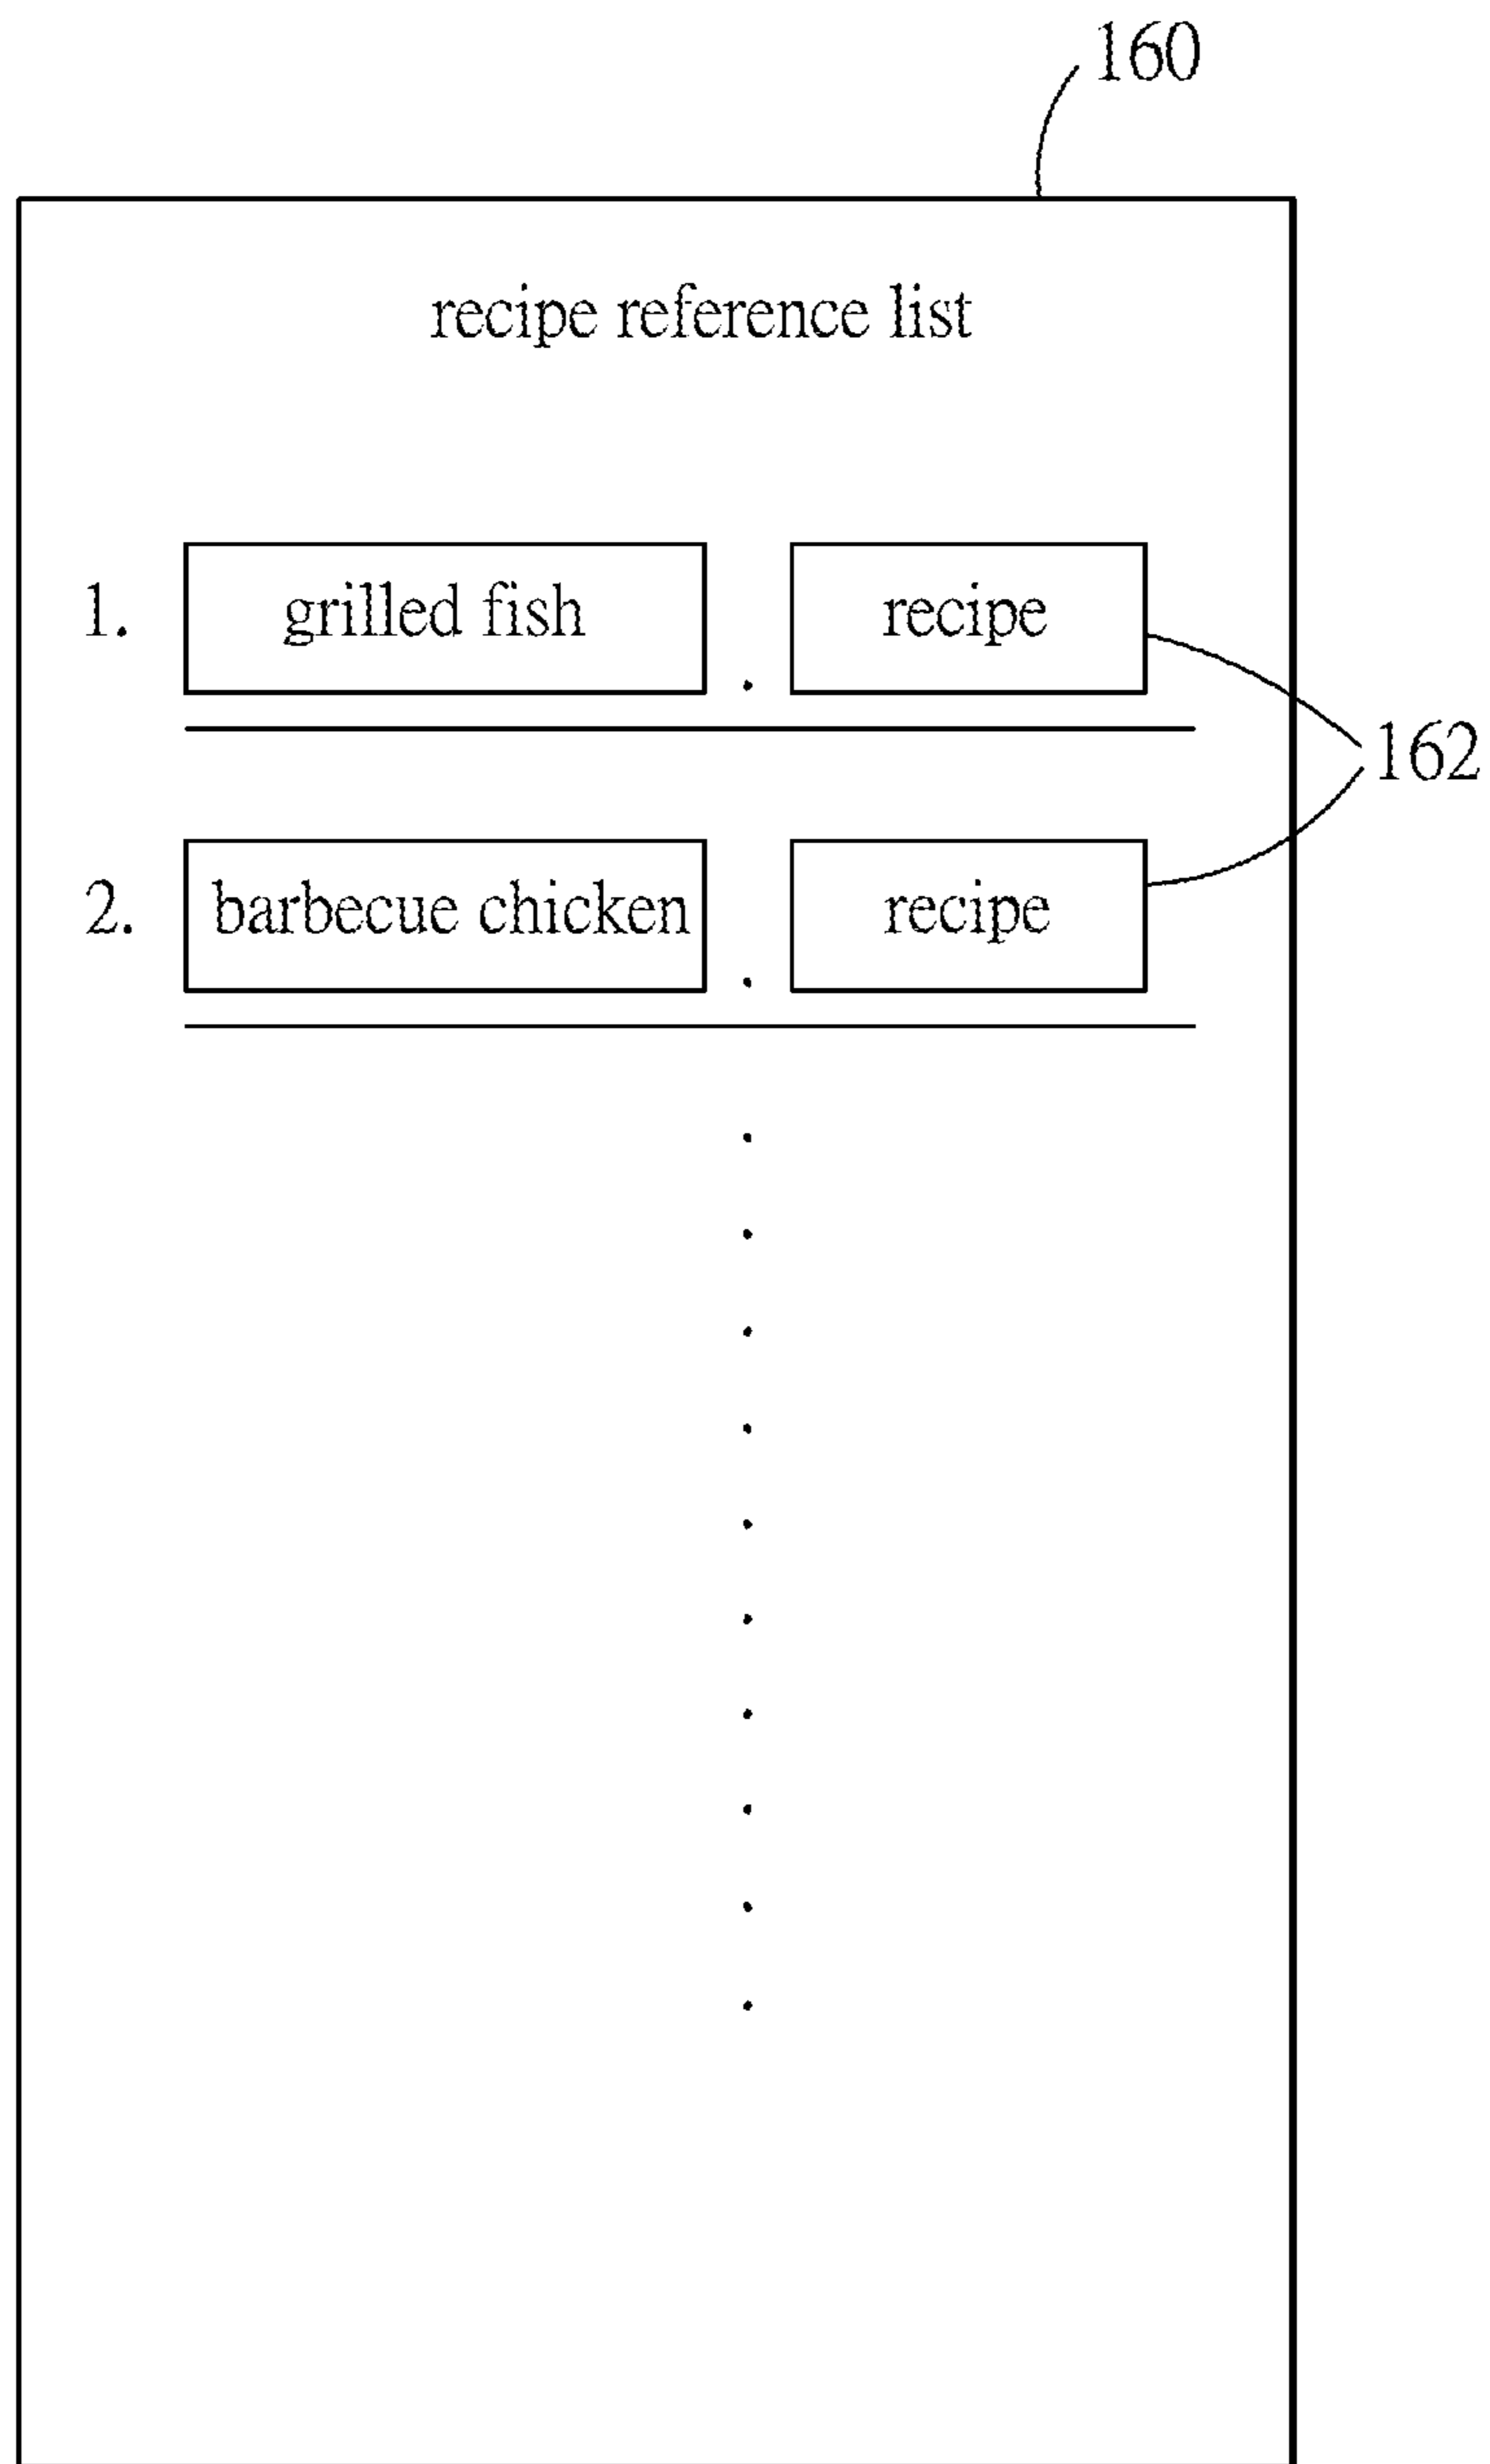 160
recipe reference list
1. grilled fish . recipe
162
2. barbecue chicken . recipe